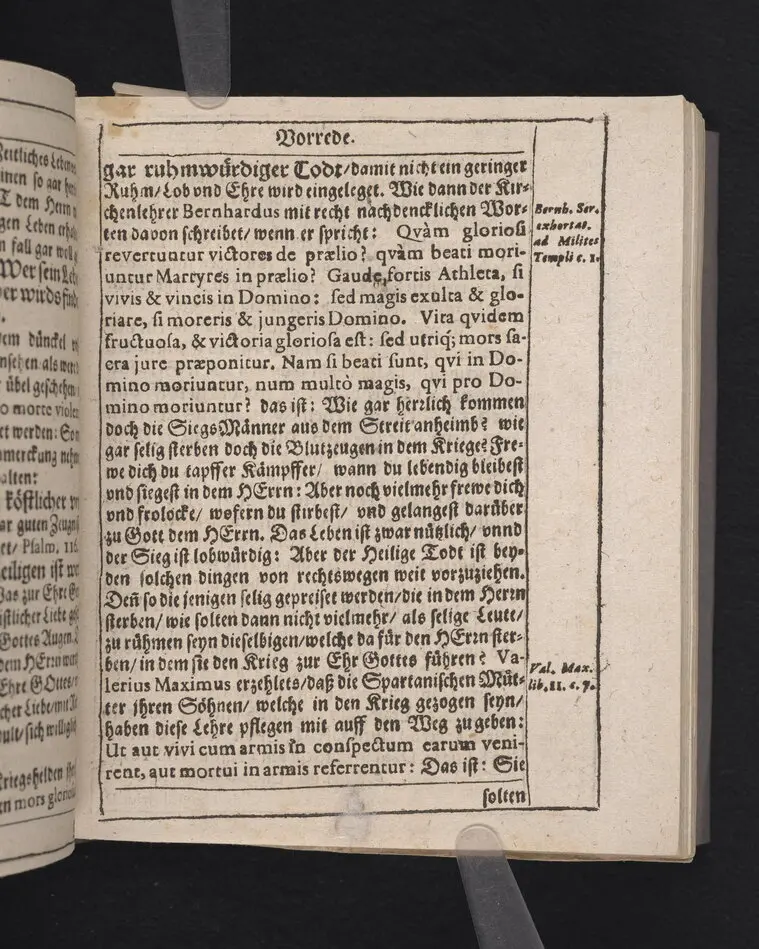 Vorrede.
gar ruhmwürdiger Todt/damit nicht ein geringer
Ruhm/Lob vnd Ehre wird eingeleget. Wie dann der Kir-
chenlehrer Bernhardus mit recht nachdencklichen Wor-
ten davon schreibet/wenn er spricht: Qvàm gloriosi
revertuntur victores de prælio? qvàm beati mori-
untur Martyres in prælio? Gaude, fortis Athleta, si
vivis & vincis in Domino: sed magis exulta & glo-
riare, si moreris & jungeris Domino. Vita qvidem
fructuosa, & victoria gloriosa est: sed utriq; mors sa-
cra jure præponitur. Nam si beati sunt, qvi in Do-
mino moriuntur, num multò magis, qvi pro Do-
mino moriuntur? das ist: Wie gar herrlich kommen
doch die SiegsMänner aus dem Streit anheimb? wie
gar selig sterben doch die Blutzeugen in dem Kriege? Fre-
we dich du tapffer Kämpffer/ wann du lebendig bleibest
vnd siegest in dem HErrn: Aber noch vielmehr frewe dich
vnd frolocke/ wofern du stirbest/ vnd gelangest darüber
zu Gott dem HErrn. Das Leben ist zwar nützlich/ vnnd
der Sieg ist lobwürdig: Aber der Heilige Todt ist bey-
den solchen dingen von rechtswegen weit vorzuziehen.
Deñ so die jenigen selig gepreiset werden/die in dem Herrn
sterben/ wie solten dann nicht vielmehr/ als selige Leute/
zu rühmen seyn dieselbigen/welche da für den HErrn ster-
ben/ in dem sie den Krieg zur Ehr Gottes führen? Va-
lerius Maximus erzehlets/daß die Spartanischen Müt-
ter ihren Söhnen/ welche in den Krieg gezogen seyn/
haben diese Lehre pflegen mit auff den Weg zu geben:
Ut aut vivi cum armis in conspectum earum veni-
rent, aut mortui in armis referrentur: Das ist: Sie
solten
Bernh. Ser.
exhortat.
ad Milites
Templi c. 1.
Val. Max.
lib. 11. c. 7.